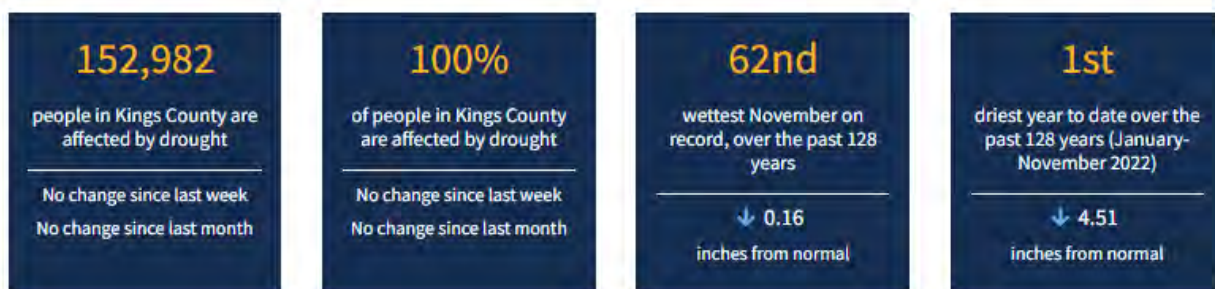 152,982
people in Kings County are
affected by drought
No change since last week
No change since last month
100%
of people in Kings County
are affected by drought
No change since last week
No change since last month
62nd
wettest November on
record, over the past 128
years
↓ 0.16
inches from normal
1st
driest year to date over the
past 128 years (January-
November 2022)
↓ 4.51
inches from normal